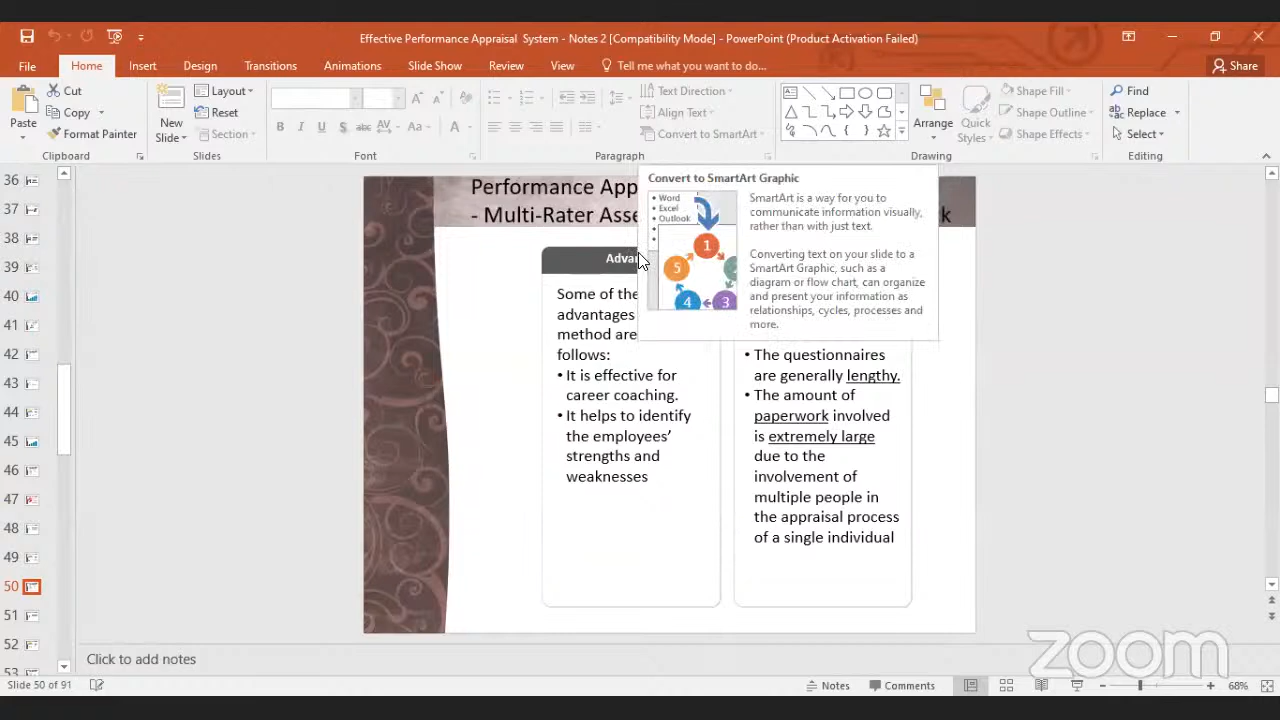 Effective Performance Appraisal System - Notes 2 [Compatibility Mode] - PowerPoint (Product Activation Failed)
File Home Insert Design Transitions Animations Slide Show Review View Tell me what you want to do... Share
Paste
Cut
Copy
Format Painter
Clipboard
New
Slide
Layout
Reset
Section
Slides
B I U S abc AV Aa A
Font
Text Direction
Align Text
Convert to SmartArt
Paragraph
Arrange
Quick
Styles
Shape Fill
Shape Outline
Shape Effects
Drawing
Find
Replace
Select
Editing
36
37
38
39
40
41
42
43
44
45
46
47
48
49
50
51
52
53
Performance App
- Multi-Rater Asse
k
Convert to SmartArt Graphic
Word
Excel
Outlook
1
5
2
4
3
SmartArt is a way for you to
communicate information visually,
rather than with just text.
Converting text on your slide to a
SmartArt Graphic, such as a
diagram or flow chart, can organize
and present your information as
relationships, cycles, processes and
more.
Advan
Some of the
advantages
method are
follows:
• It is effective for
career coaching.
• It helps to identify
the employees’
strengths and
weaknesses
• The questionnaires
are generally lengthy.
• The amount of
paperwork involved
is extremely large
due to the
involvement of
multiple people in
the appraisal process
of a single individual
Click to add notes
zoom
Slide 50 of 91 Notes Comments 68%